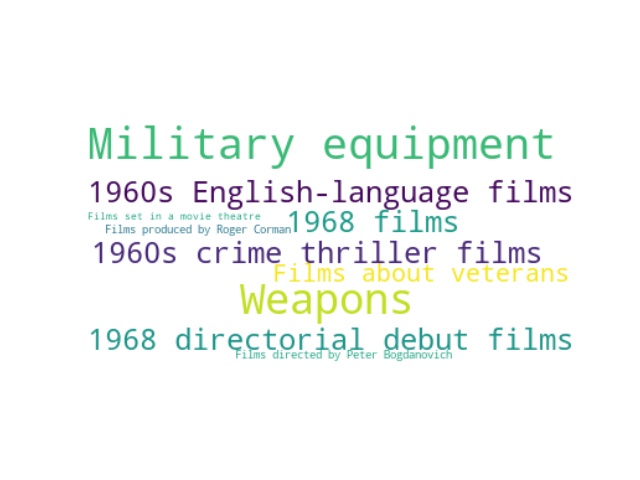 Military equipment
1960s English-language films
Films set in a movie theatre
1968 films
Films produced by Roger Corman
1960s crime thriller films
Films about veterans
Weapons
1968 directorial debut films
Films directed by Peter Bogdanovich